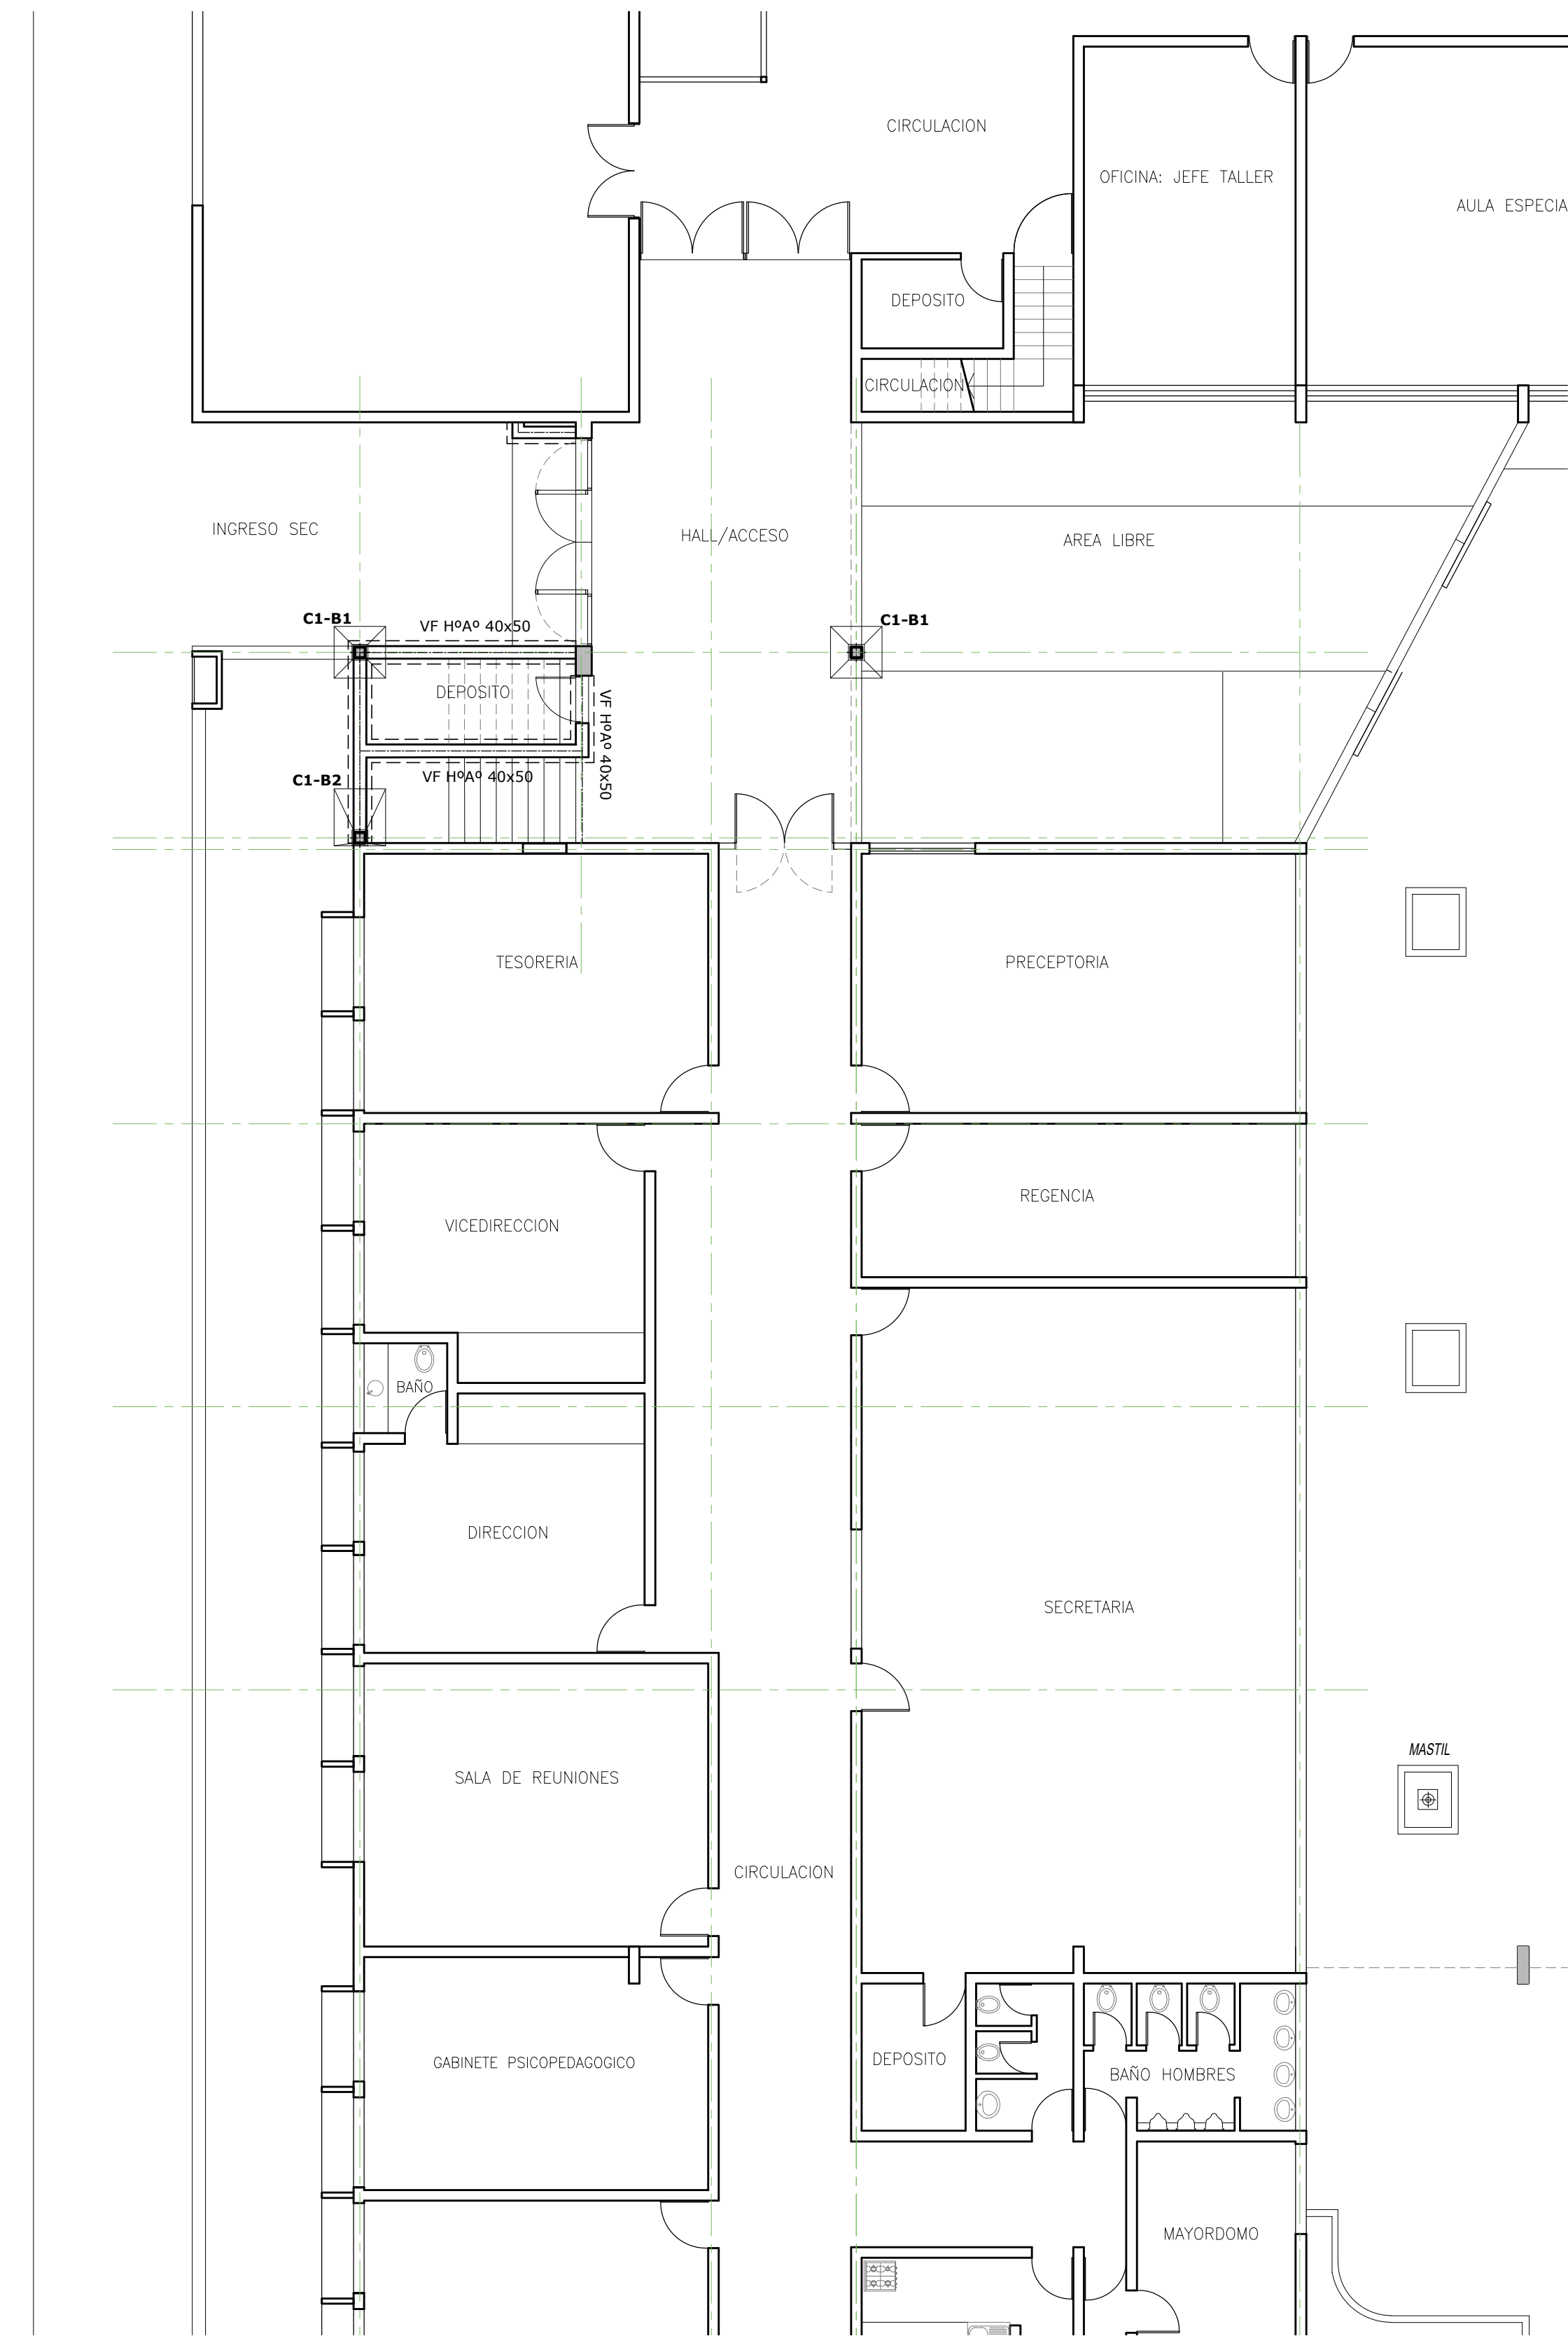 CIRCULACION
OFICINA: JEFE TALLER
AULA ESPECIA
DEPOSITO
CIRCULACION
INGRESO SEC
HALL/ACCESO
AREA LIBRE
C1-B1
VF HºAº 40x50
C1-B1
DEPOSITO
VF HºAº 40x50
C1-B2
VF HºAº 40x50
TESORERIA
PRECEPTORIA
REGENCIA
VICEDIRECCION
BAÑO
DIRECCION
SECRETARIA
MASTIL
SALA DE REUNIONES
CIRCULACION
GABINETE PSICOPEDAGOGICO
DEPOSITO
BAÑO HOMBRES
MAYORDOMO